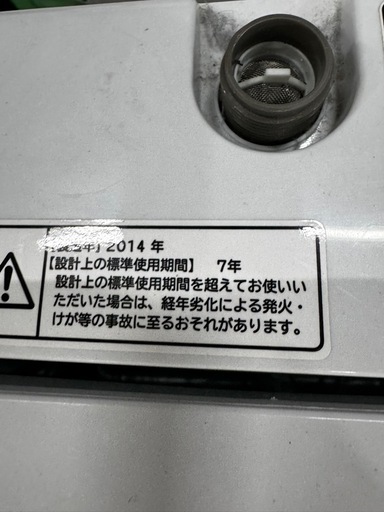 【製造年】2014 年
【設計上の標準使用期間】 7年
設計上の標準使用期間を超えてお使いい
ただいた場合は、経年劣化による発火・
けが等の事故に至るおそれがあります。